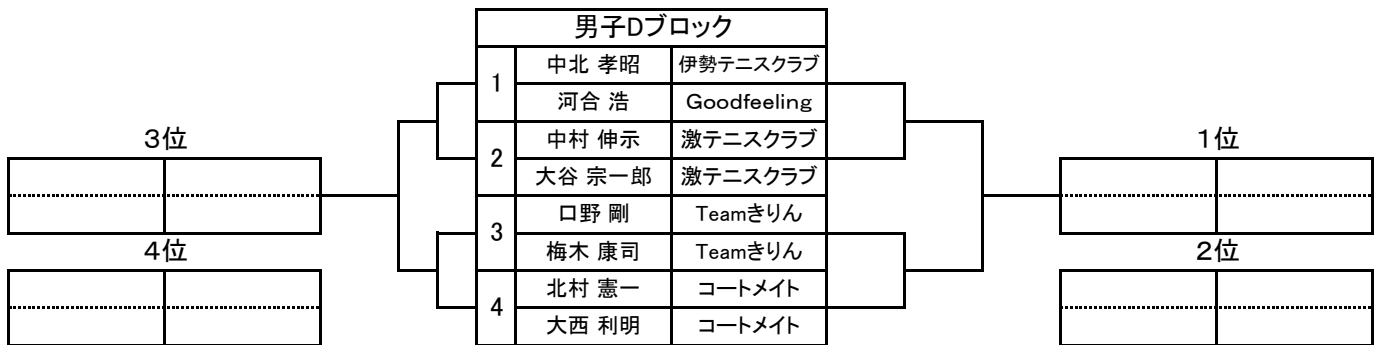 男子Dブロック
1 中北 孝昭 伊勢テニスクラブ
河合 浩 Goodfeeling
2 中村 伸示 激テニスクラブ
大谷 宗一郎 激テニスクラブ
3 口野 剛 Teamきりん
梅木 康司 Teamきりん
4 北村 憲一 コートメイト
大西 利明 コートメイト
3位
4位
1位
2位